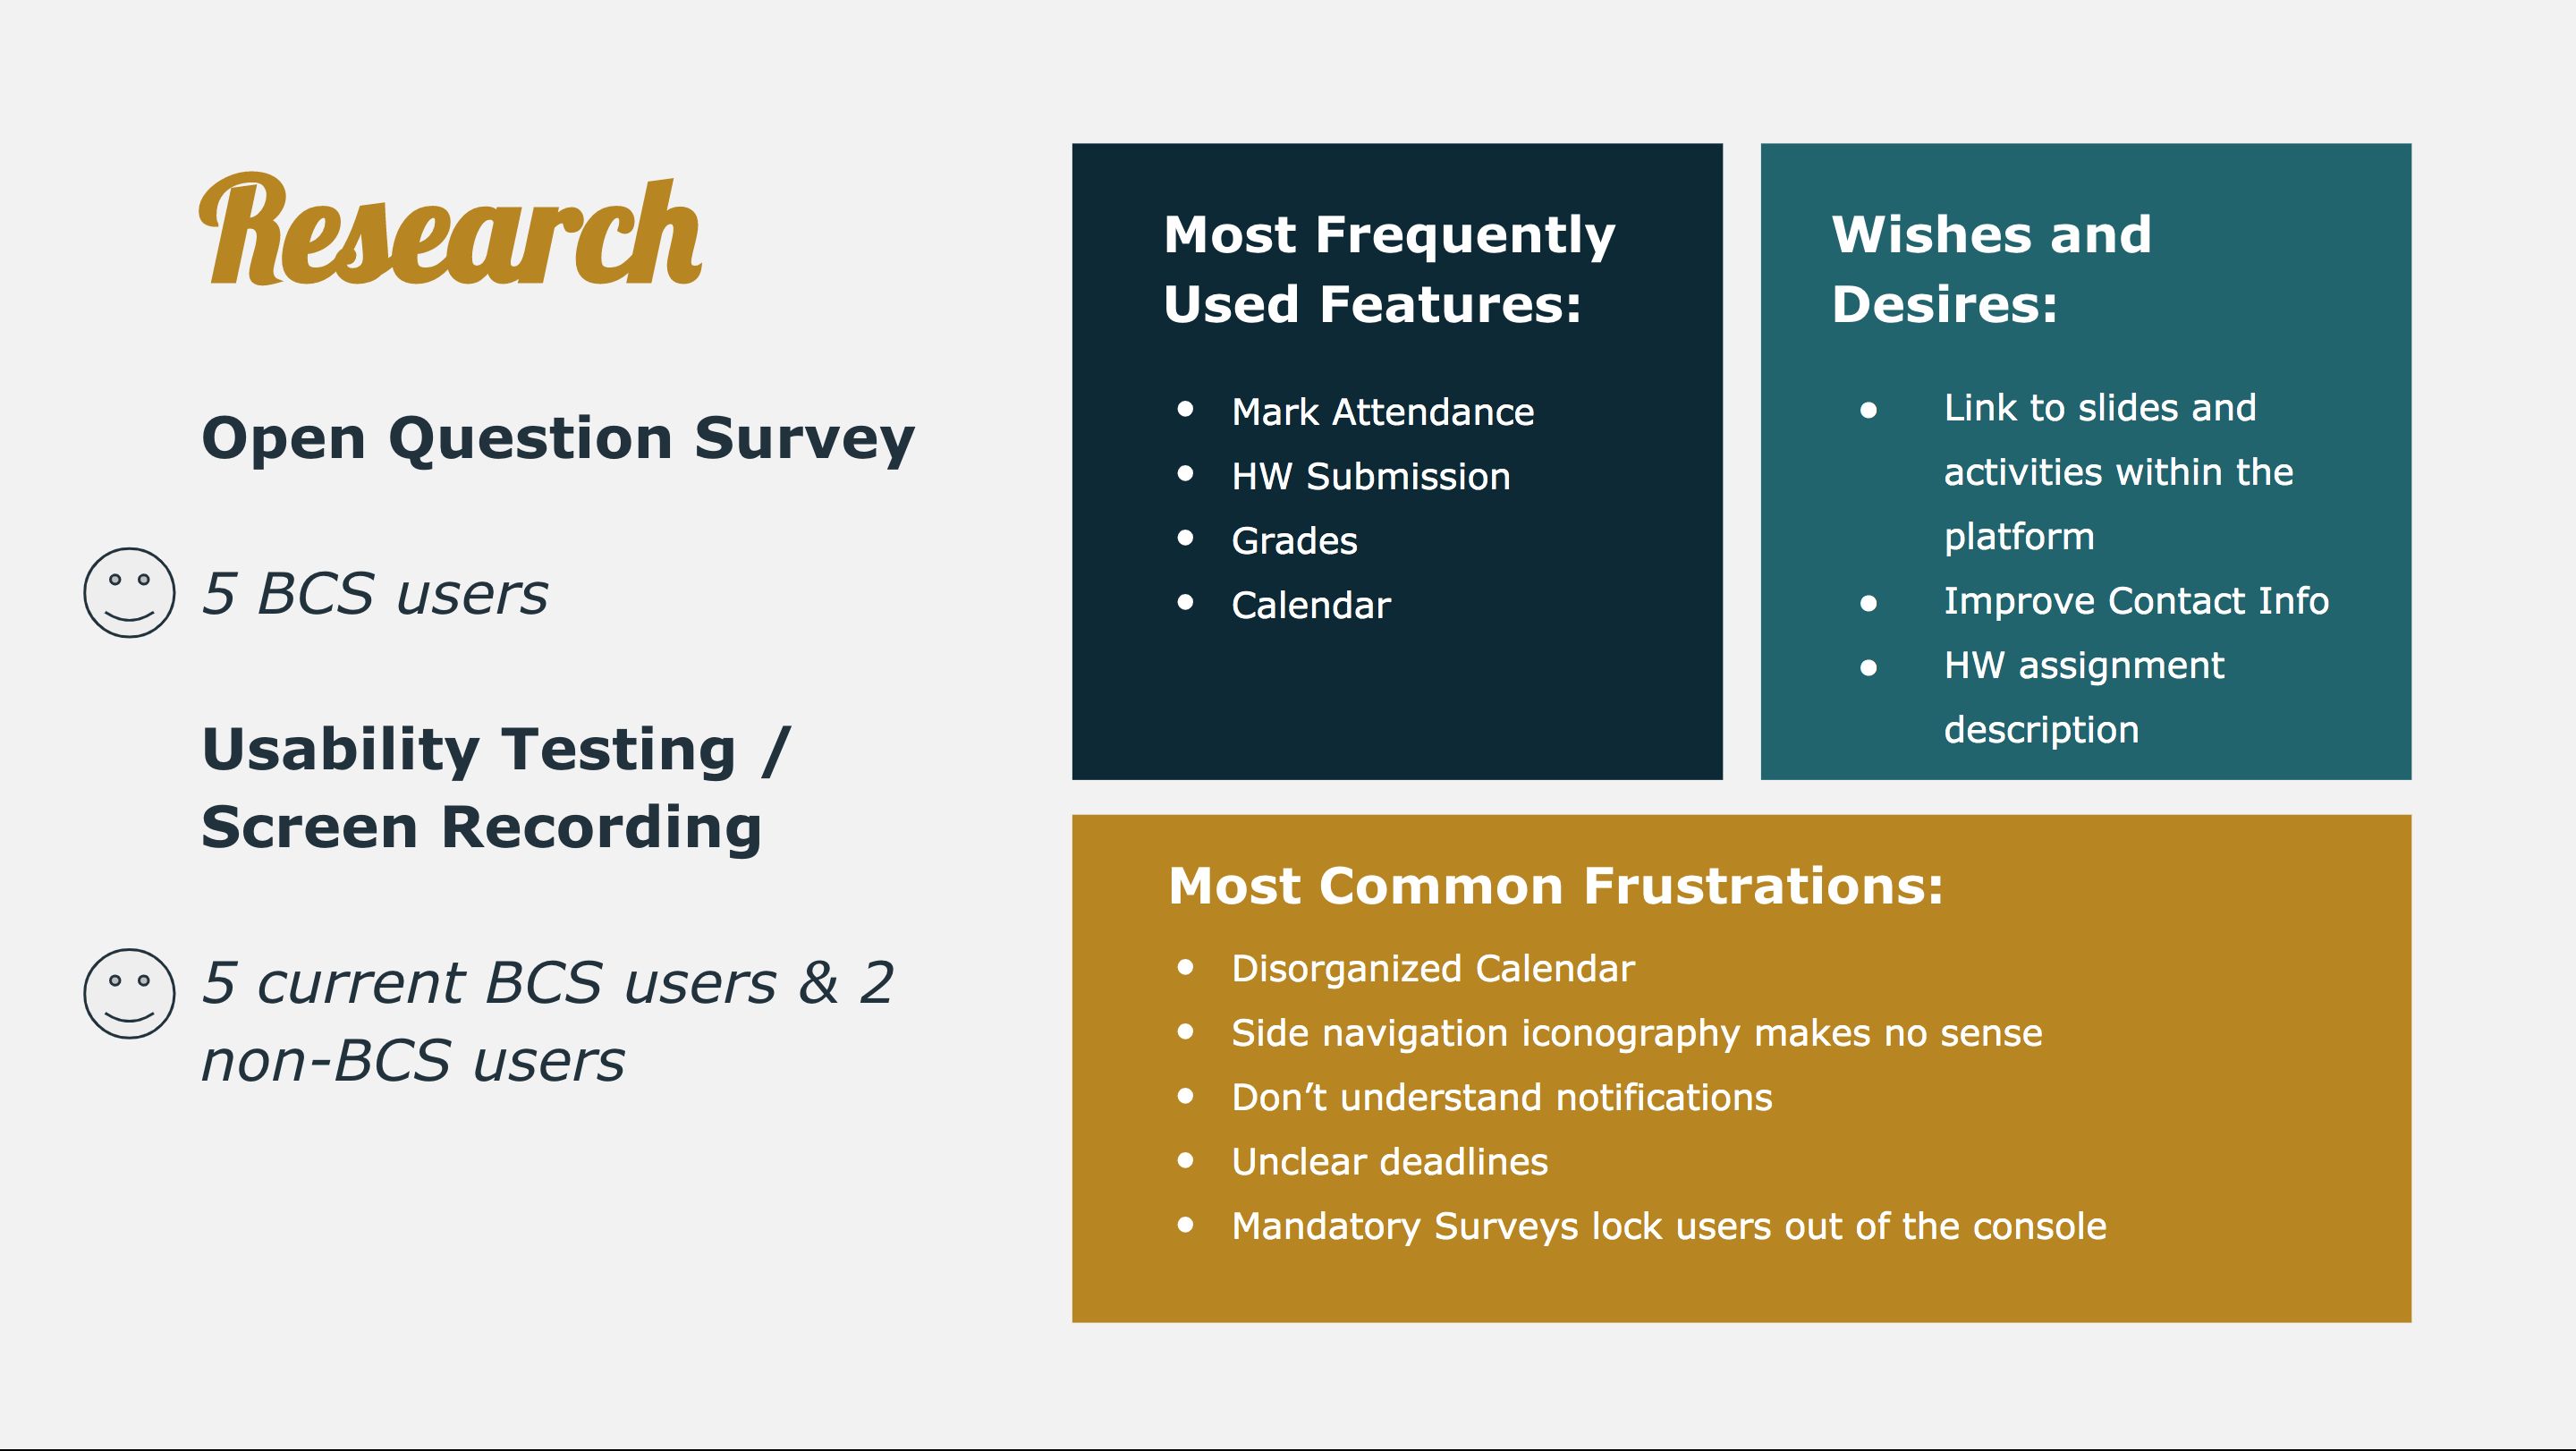 Research
Open Question Survey
5 BCS users
Usability Testing /
Screen Recording
5 current BCS users & 2
non-BCS users
Most Frequently
Used Features:
● Mark Attendance
● HW Submission
● Grades
● Calendar
Wishes and
Desires:
● Link to slides and
activities within the
platform
● Improve Contact Info
● HW assignment
description
Most Common Frustrations:
● Disorganized Calendar
● Side navigation iconography makes no sense
● Don’t understand notifications
● Unclear deadlines
● Mandatory Surveys lock users out of the console